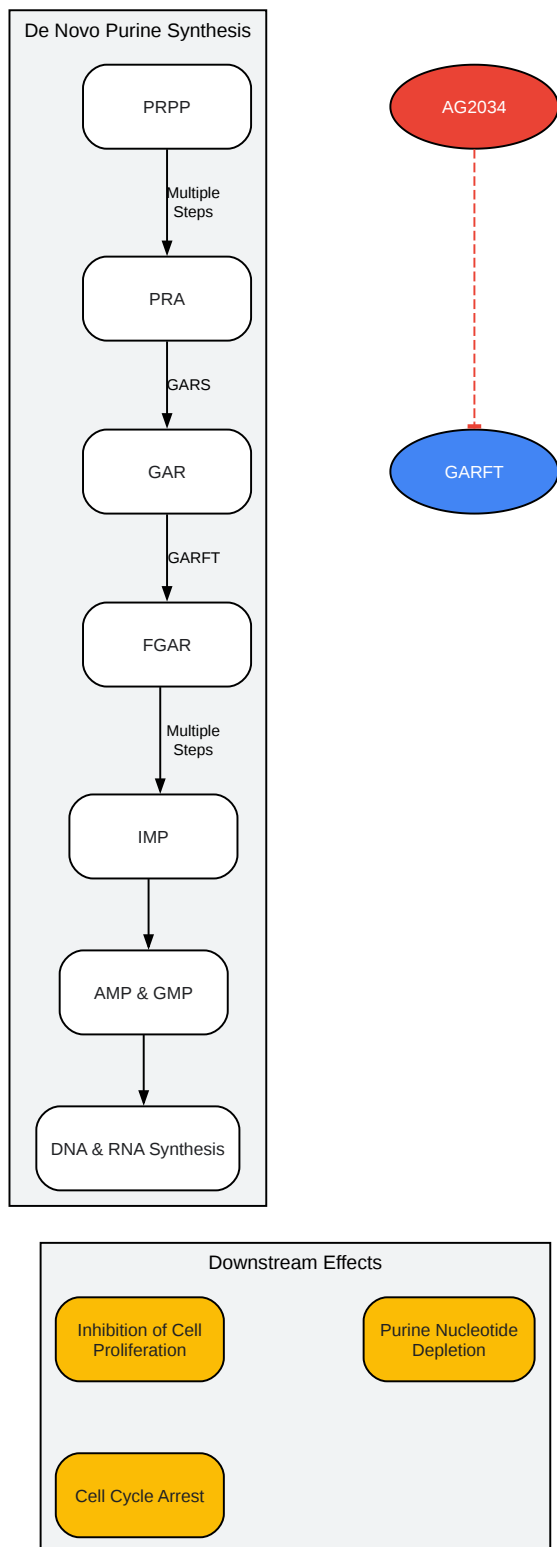 De Novo Purine Synthesis
PRPP
AG2034
Multiple
Steps
PRA
GARS
GAR
GARFT
GARFT
FGAR
Multiple
Steps
IMP
AMP & GMP
DNA & RNA Synthesis
Downstream Effects
Inhibition of Cell
Proliferation
Purine Nucleotide
Depletion
Cell Cycle Arrest